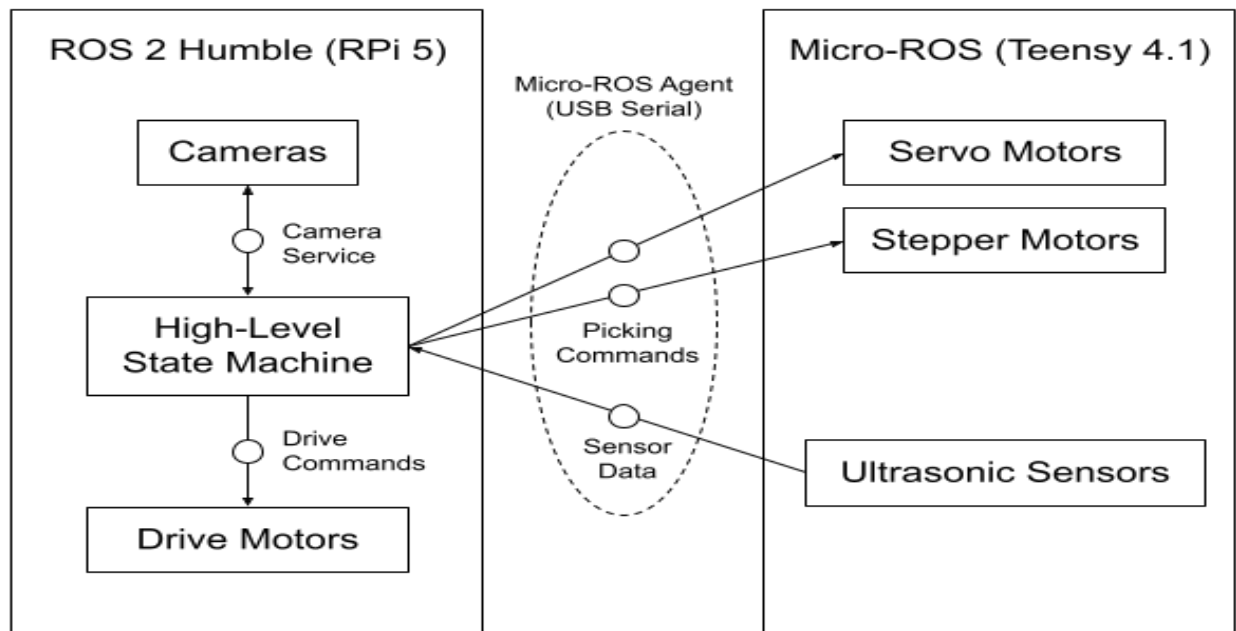 ROS 2 Humble (RPi 5)
Cameras
Camera
Service
High-Level
State Machine
Drive
Commands
Drive Motors
Micro-ROS Agent
(USB Serial)
Picking
Commands
Sensor
Data
Micro-ROS (Teensy 4.1)
Servo Motors
Stepper Motors
Ultrasonic Sensors